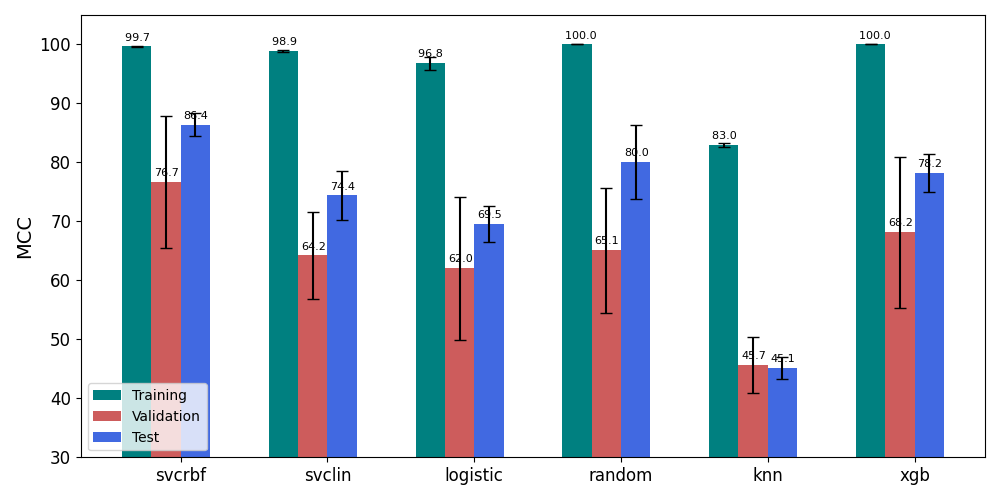 MCC
100
90
80
70
60
50
40
30
99.7
76.7
86.4
98.9
64.2
74.4
96.8
62.0
69.5
100.0
65.1
80.0
83.0
45.7
45.1
100.0
68.2
78.2
Training
Validation
Test
svcrbf
svclin
logistic
random
knn
xgb